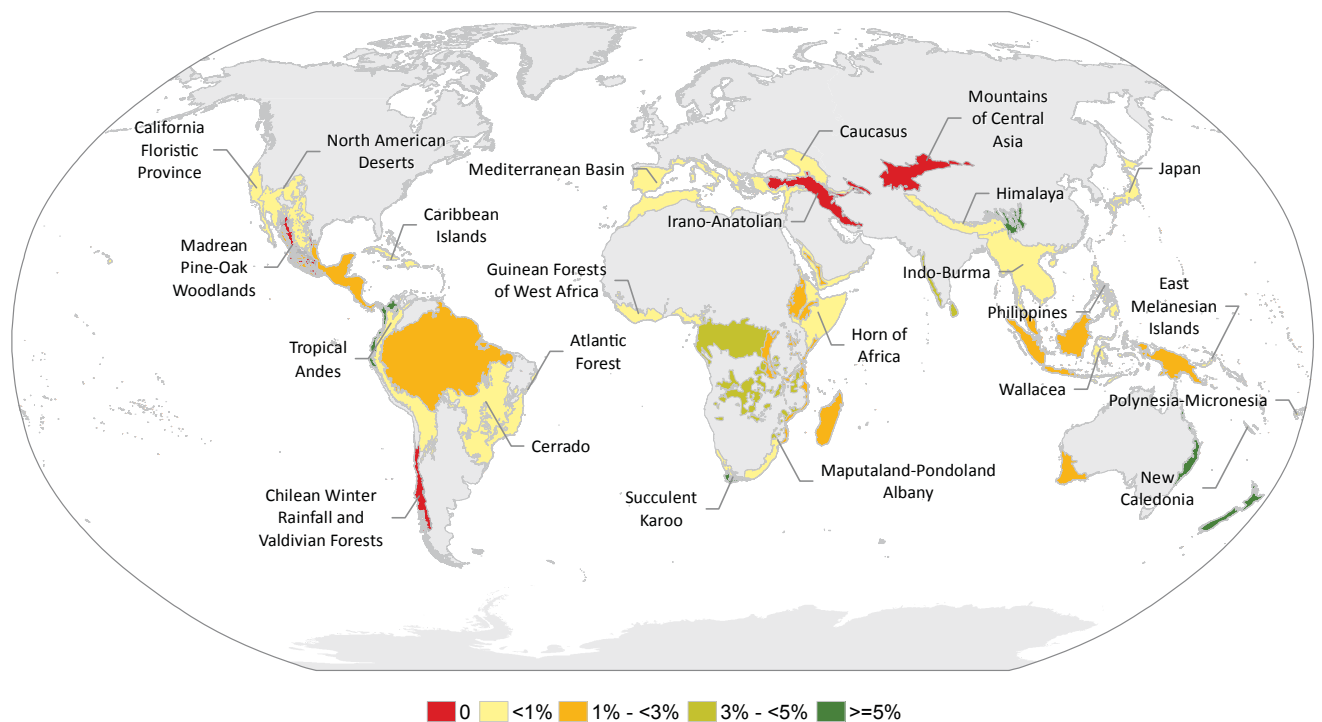 Mountains
of Central
Asia
California
Floristic
Province
North American
Deserts
Caucasus
Mediterranean Basin
Japan
Himalaya
Caribbean
Islands
Irano-Anatolian
Madrean
Pine-Oak
Woodlands
Guinean Forests
of West Africa
Indo-Burma
East
Melanesian
Islands
Philippines
Tropical
Andes
Atlantic
Forest
Horn of
Africa
Wallacea
Polynesia-Micronesia
Cerrado
Maputaland-Pondoland
Albany
New
Caledonia
Succulent
Karoo
Chilean Winter
Rainfall and
Valdivian Forests
0 <1% 1% - <3% 3% - <5% >=5%